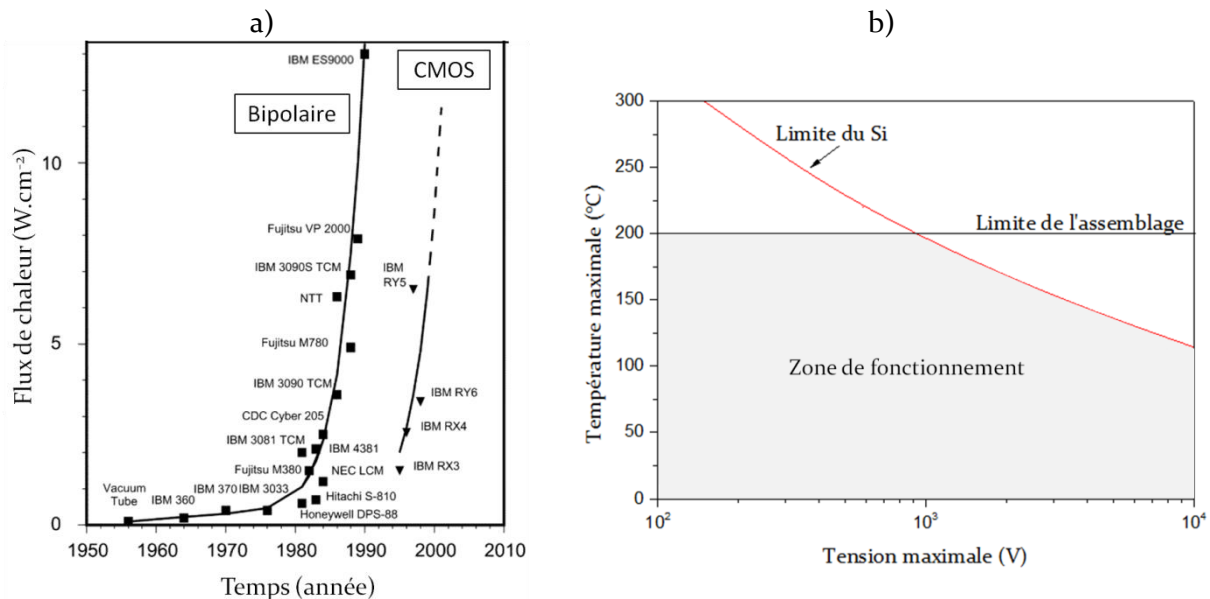 a)
Flux de chaleur (W.cm⁻²)
10
5
0
IBM ES9000
CMOS
Bipolaire
Fujitsu VP 2000
IBM 3090S TCM
IBM
RY5
NTT
Fujitsu M780
IBM 3090 TCM
IBM RY6
CDC Cyber 205
IBM RX4
IBM 3081 TCM
IBM 4381
Fujitsu M380
NEC LCM
IBM RX3
Vacuum
Tube
IBM 360
IBM 370
IBM 3033
Hitachi S-810
Honeywell DPS-88
1950 1960 1970 1980 1990 2000 2010
Temps (année)
b)
Température maximale (°C)
300
250
200
150
100
50
0
Limite du Si
Limite de l'assemblage
Zone de fonctionnement
10² 10³ 10⁴
Tension maximale (V)